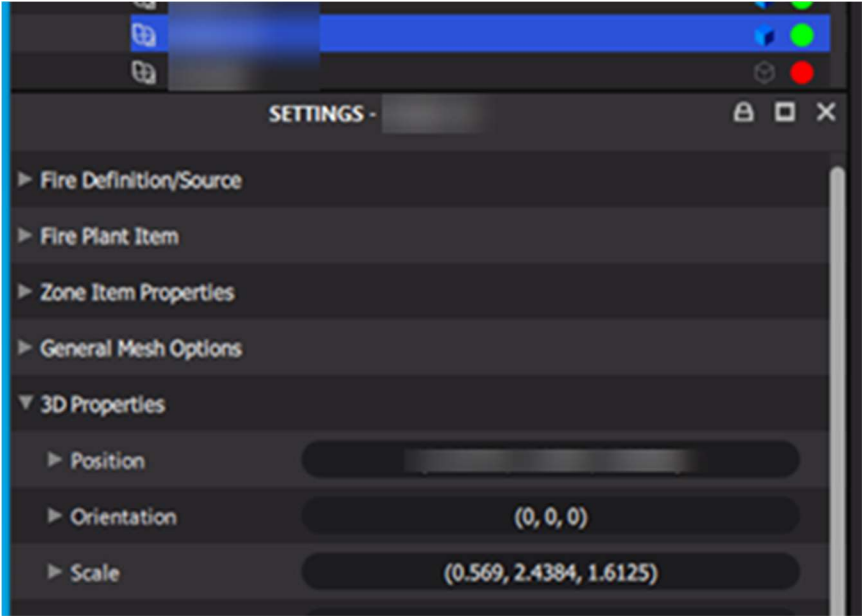 SETTINGS -
Fire Definition/Source
Fire Plant Item
Zone Item Properties
General Mesh Options
3D Properties
Position
Orientation (0, 0, 0)
Scale (0.569, 2.4384, 1.6125)